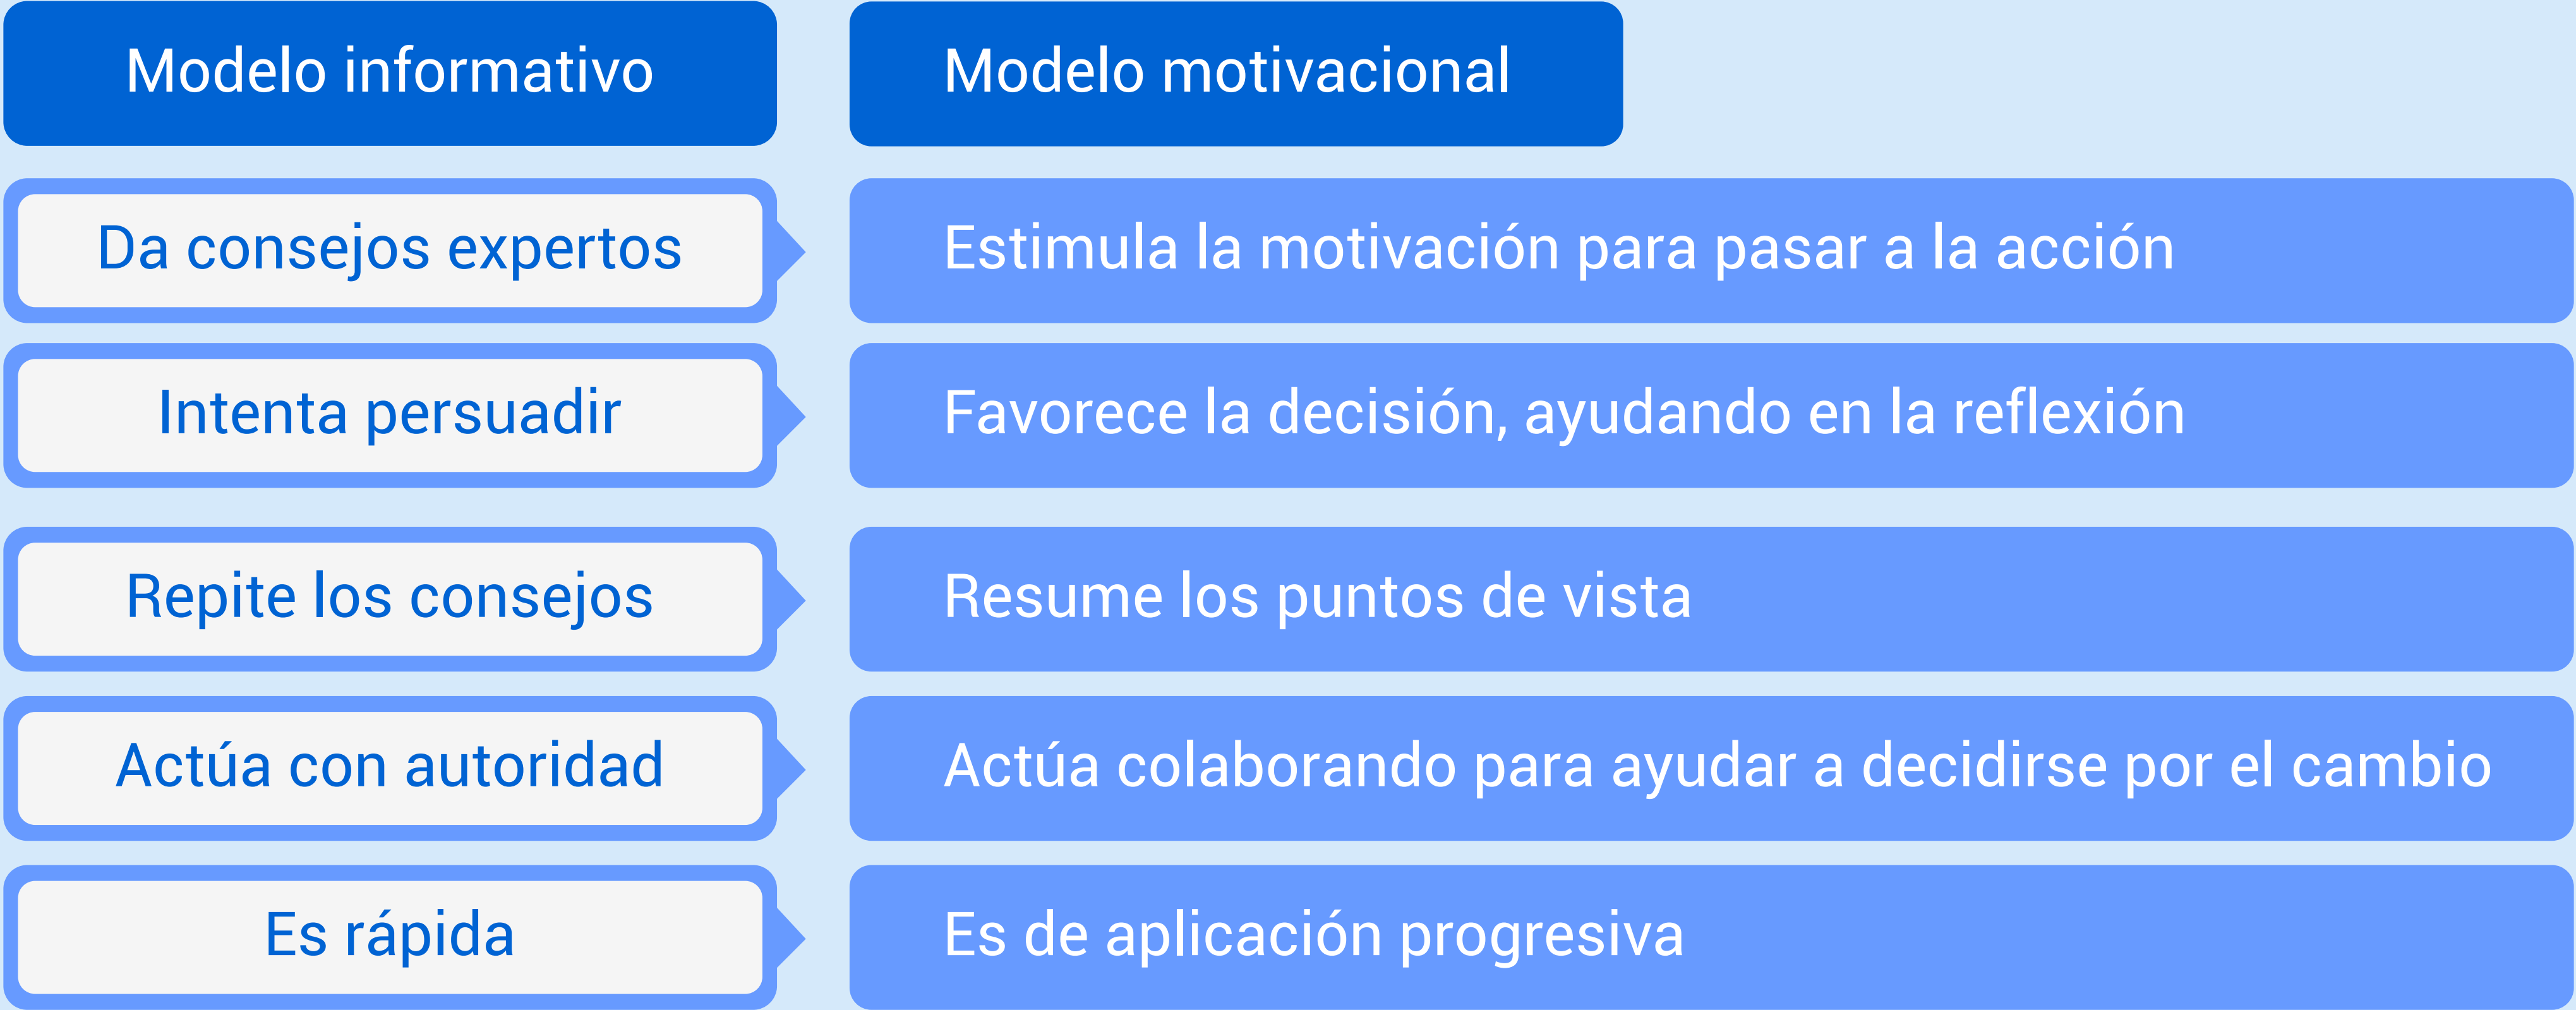 Modelo informativo
Modelo motivacional
Da consejos expertos
Estimula la motivación para pasar a la acción
Intenta persuadir
Favorece la decisión, ayudando en la reflexión
Repite los consejos
Resume los puntos de vista
Actúa con autoridad
Actúa colaborando para ayudar a decidirse por el cambio
Es rápida
Es de aplicación progresiva